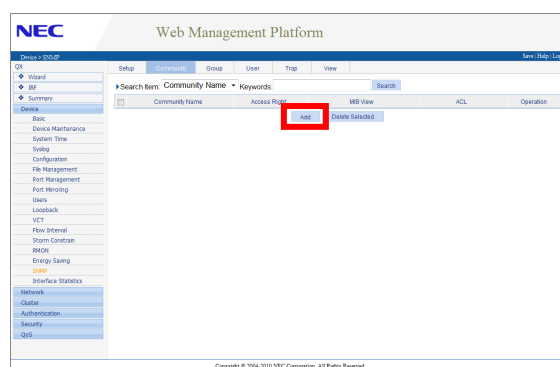 NEC
Web Management Platform
Device > SNMP
Save | Help | Log
QX
Wizard
IRF
Summary
Device
Basic
Device Maintenance
System Time
Syslog
Configuration
File Management
Port Management
Port Mirroring
Users
Loopback
VCT
Flow Interval
Storm Constrain
RMON
Energy Saving
SNMP
Interface Statistics
Network
Cluster
Authentication
Security
QoS
Setup Community Group User Trap View
Search Item: Community Name Keywords: Search
Community Name Access Right MIB View ACL Operation
Add Delete Selected
Copyright © 2004-2010 NEC Corporation. All Rights Reserved.